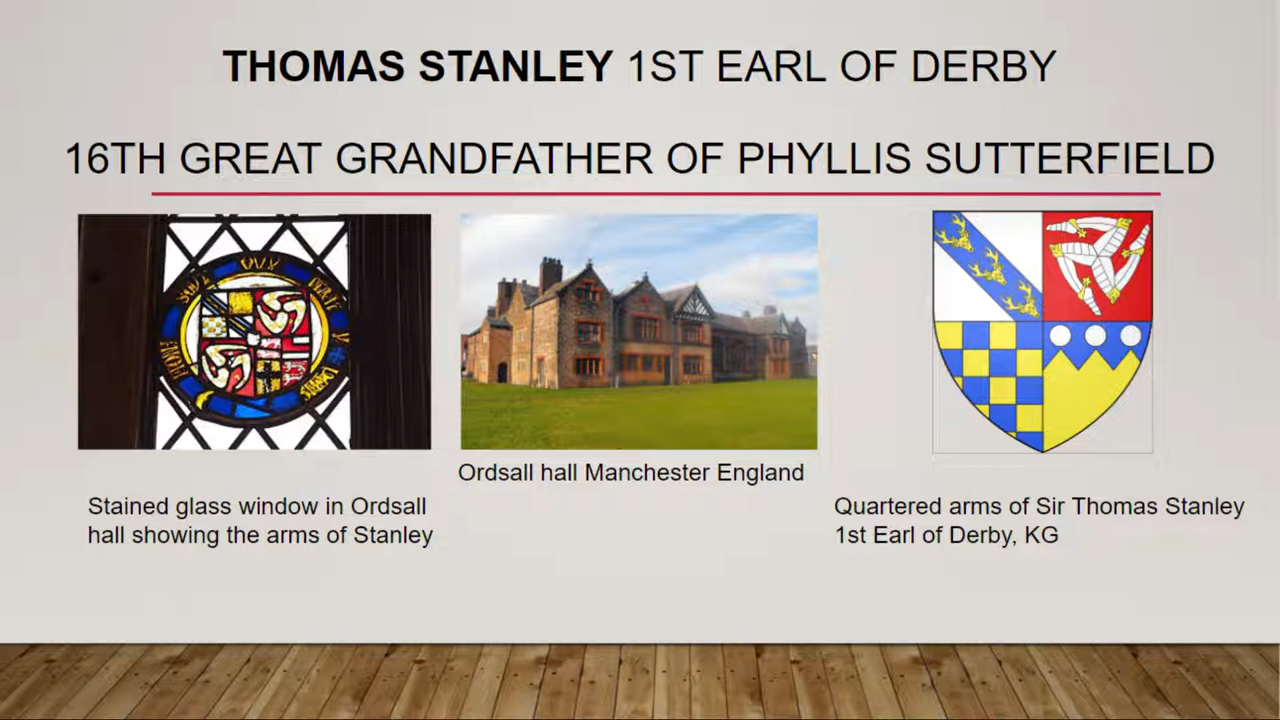 THOMAS STANLEY 1ST EARL OF DERBY
16TH GREAT GRANDFATHER OF PHYLLIS SUTTERFIELD
Ordsall hall Manchester England
Stained glass window in Ordsall
hall showing the arms of Stanley
Quartered arms of Sir Thomas Stanley
1st Earl of Derby, KG